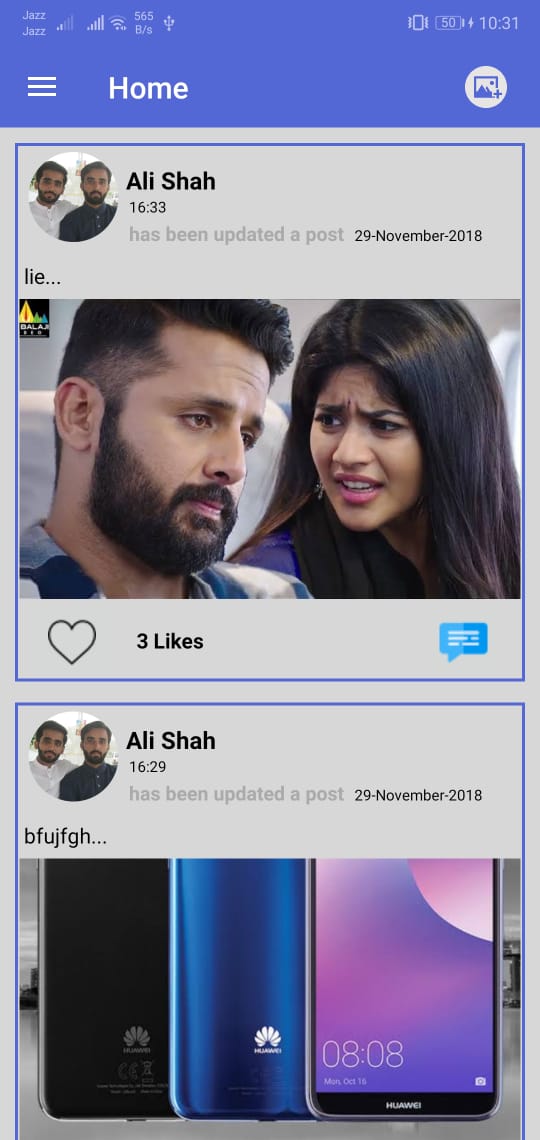 Jazz
Jazz
565
B/s
50
10:31
Home
Ali Shah
16:33
has been updated a post 29-November-2018
lie...
BALAJI
3 Likes
Ali Shah
16:29
has been updated a post 29-November-2018
bfujfgh...
HUAWEI
HUAWEI
08:08
Mon, Oct 16
HUAWEI